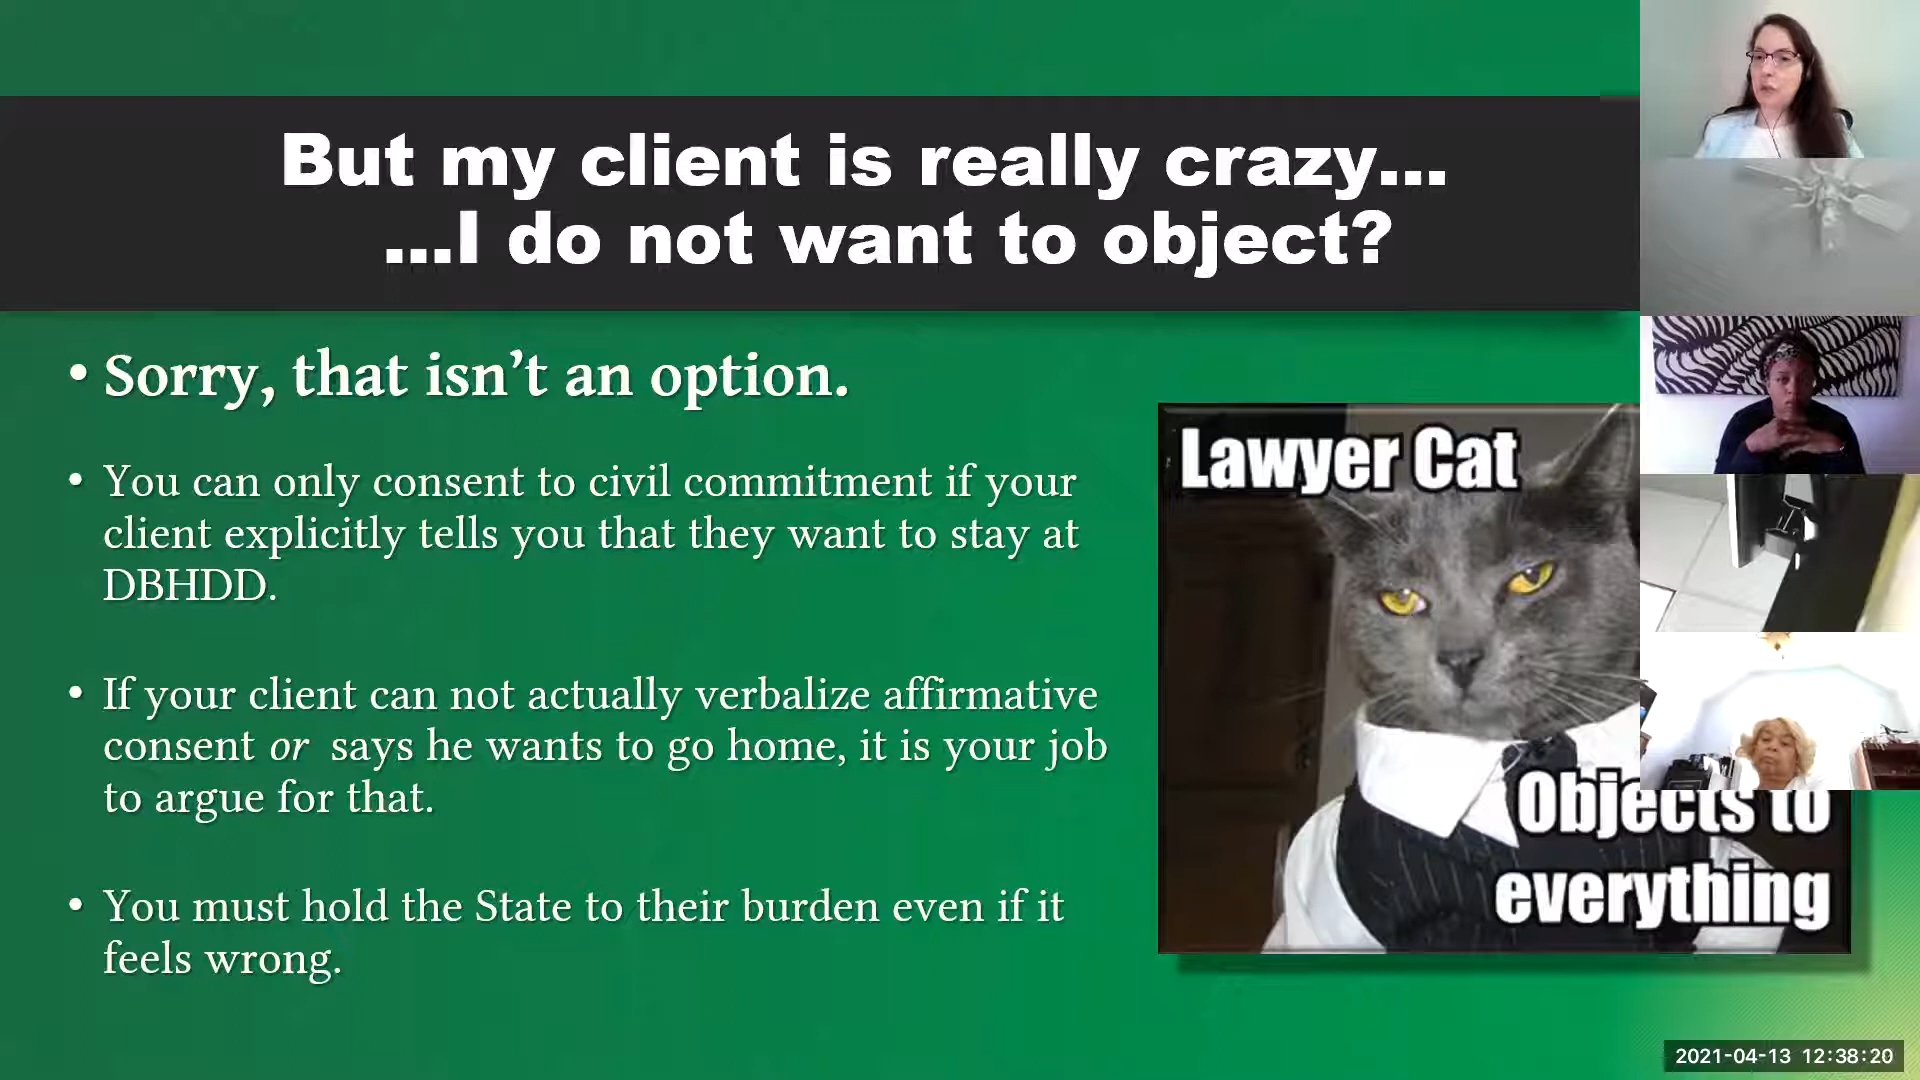 But my client is really crazy...
...I do not want to object?
• Sorry, that isn’t an option.
• You can only consent to civil commitment if your
client explicitly tells you that they want to stay at
DBHDD.
• If your client can not actually verbalize affirmative
consent or says he wants to go home, it is your job
to argue for that.
• You must hold the State to their burden even if it
feels wrong.
Lawyer Cat
Objects to
everything
2021-04-13 12:38:20